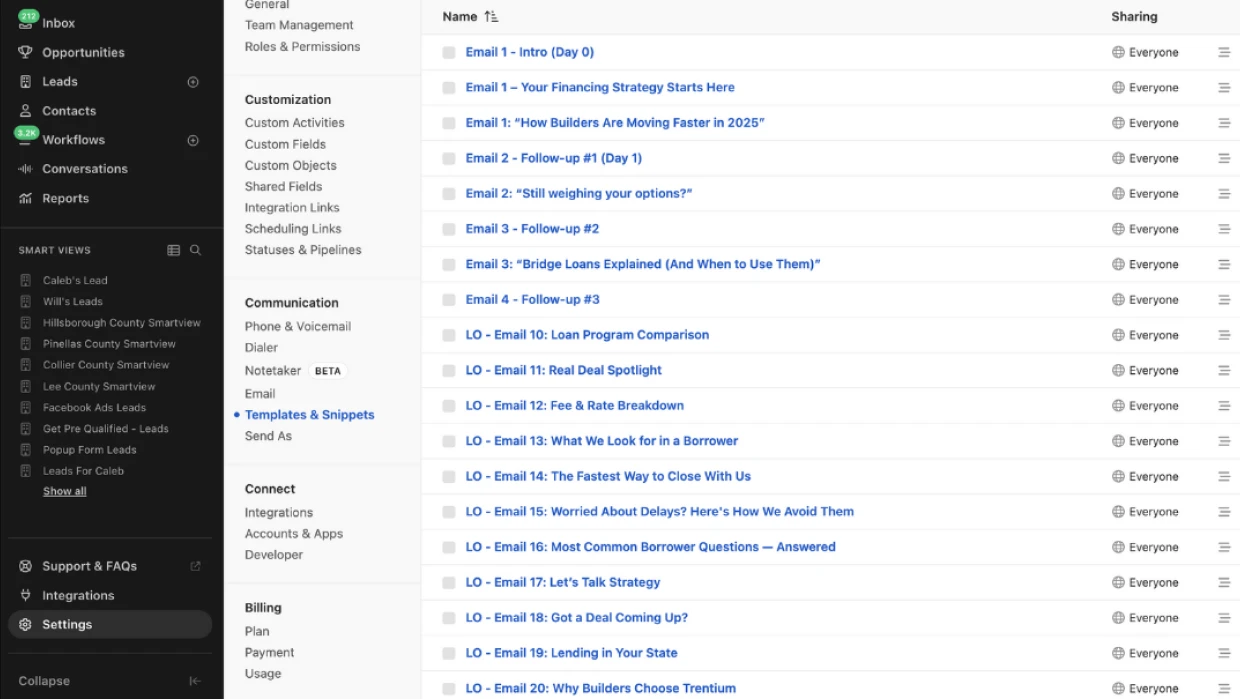 212
Inbox
Opportunities
Leads
Contacts
3.2K
Workflows
Conversations
Reports
SMART VIEWS
Caleb's Lead
Will's Leads
Hillsborough County Smartview
Pinellas County Smartview
Collier County Smartview
Lee County Smartview
Facebook Ads Leads
Get Pre Qualified – Leads
Popup Form Leads
Leads For Caleb
Show all
Support & FAQs
Integrations
Settings
Collapse
General
Team Management
Roles & Permissions
Customization
Custom Activities
Custom Fields
Custom Objects
Shared Fields
Integration Links
Scheduling Links
Statuses & Pipelines
Communication
Phone & Voicemail
Dialer
Notetaker BETA
Email
Templates & Snippets
Send As
Connect
Integrations
Accounts & Apps
Developer
Billing
Plan
Payment
Usage
Name Sharing
Email 1 - Intro (Day 0) Everyone
Email 1 – Your Financing Strategy Starts Here Everyone
Email 1: “How Builders Are Moving Faster in 2025” Everyone
Email 2 - Follow-up #1 (Day 1) Everyone
Email 2: “Still weighing your options?” Everyone
Email 3 - Follow-up #2 Everyone
Email 3: “Bridge Loans Explained (And When to Use Them)” Everyone
Email 4 - Follow-up #3 Everyone
LO - Email 10: Loan Program Comparison Everyone
LO - Email 11: Real Deal Spotlight Everyone
LO - Email 12: Fee & Rate Breakdown Everyone
LO - Email 13: What We Look for in a Borrower Everyone
LO - Email 14: The Fastest Way to Close With Us Everyone
LO - Email 15: Worried About Delays? Here's How We Avoid Them Everyone
LO - Email 16: Most Common Borrower Questions — Answered Everyone
LO - Email 17: Let’s Talk Strategy Everyone
LO - Email 18: Got a Deal Coming Up? Everyone
LO - Email 19: Lending in Your State Everyone
LO - Email 20: Why Builders Choose Trentium Everyone